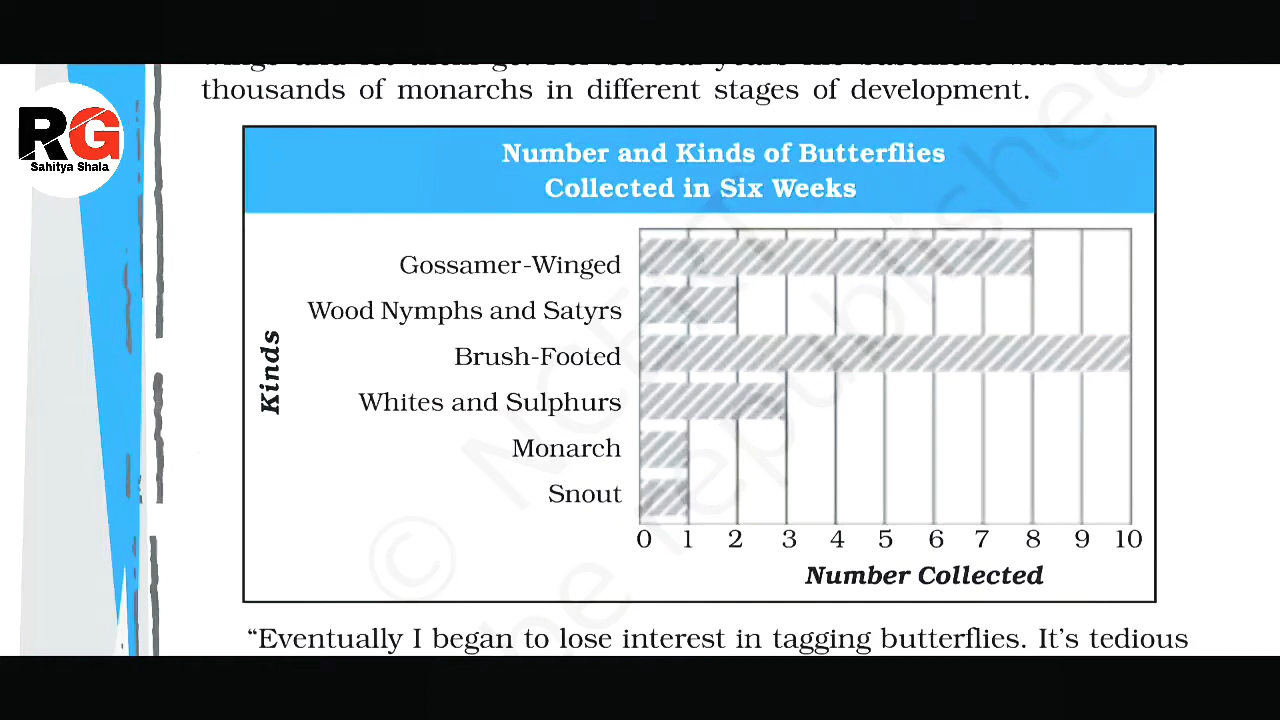 thousands of monarchs in different stages of development.
RG
Sahitya Shala
Number and Kinds of Butterflies
Collected in Six Weeks
Kinds
Gossamer-Winged
Wood Nymphs and Satyrs
Brush-Footed
Whites and Sulphurs
Monarch
Snout
0 1 2 3 4 5 6 7 8 9 10
Number Collected
"Eventually I began to lose interest in tagging butterflies. It's tedious